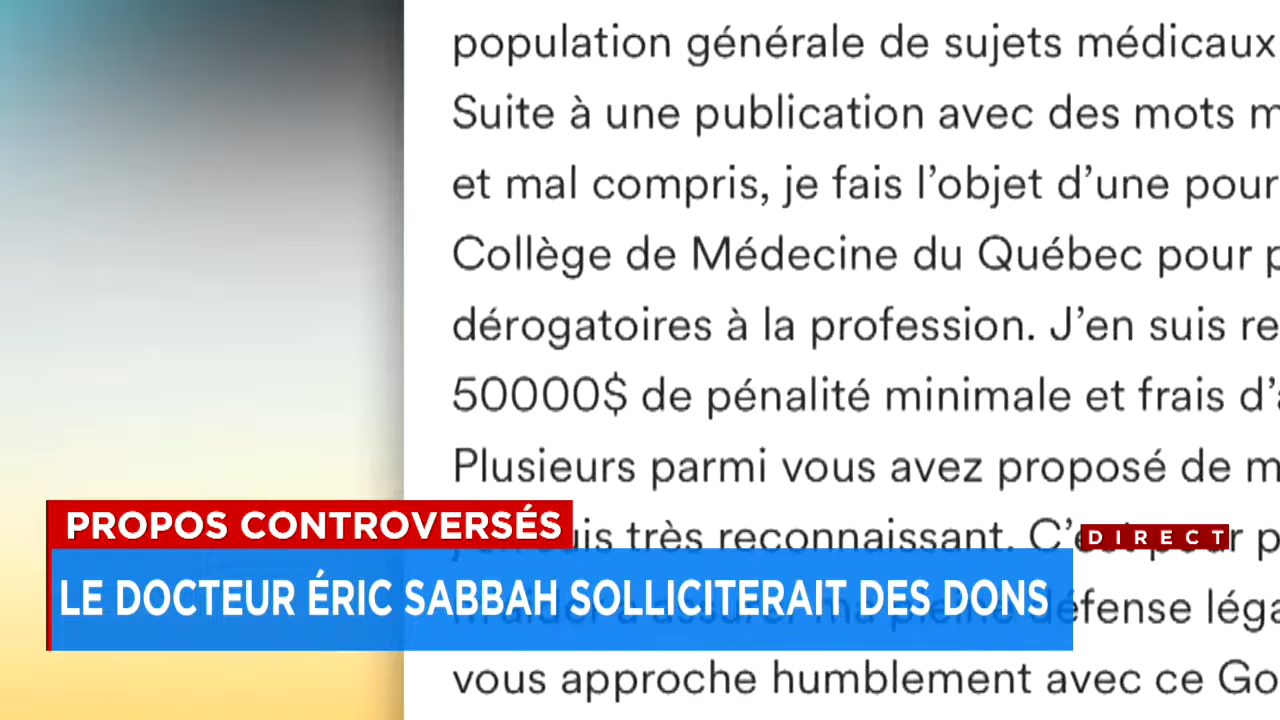 population générale de sujets médicaux
Suite à une publication avec des mots
et mal compris, je fais l'objet d'une
Collège de Médecine du Québec pour
dérogatoires à la profession. J'en suis
50000$ de pénalité minimale et frais
Plusieurs parmi vous avez proposé de
PROPOS CONTROVERSÉS
suis très reconnaissant. C'est pour
DIRECT
LE DOCTEUR ÉRIC SABBAH SOLLICITERAIT DES DONS
défense
vous approche humblement avec ce